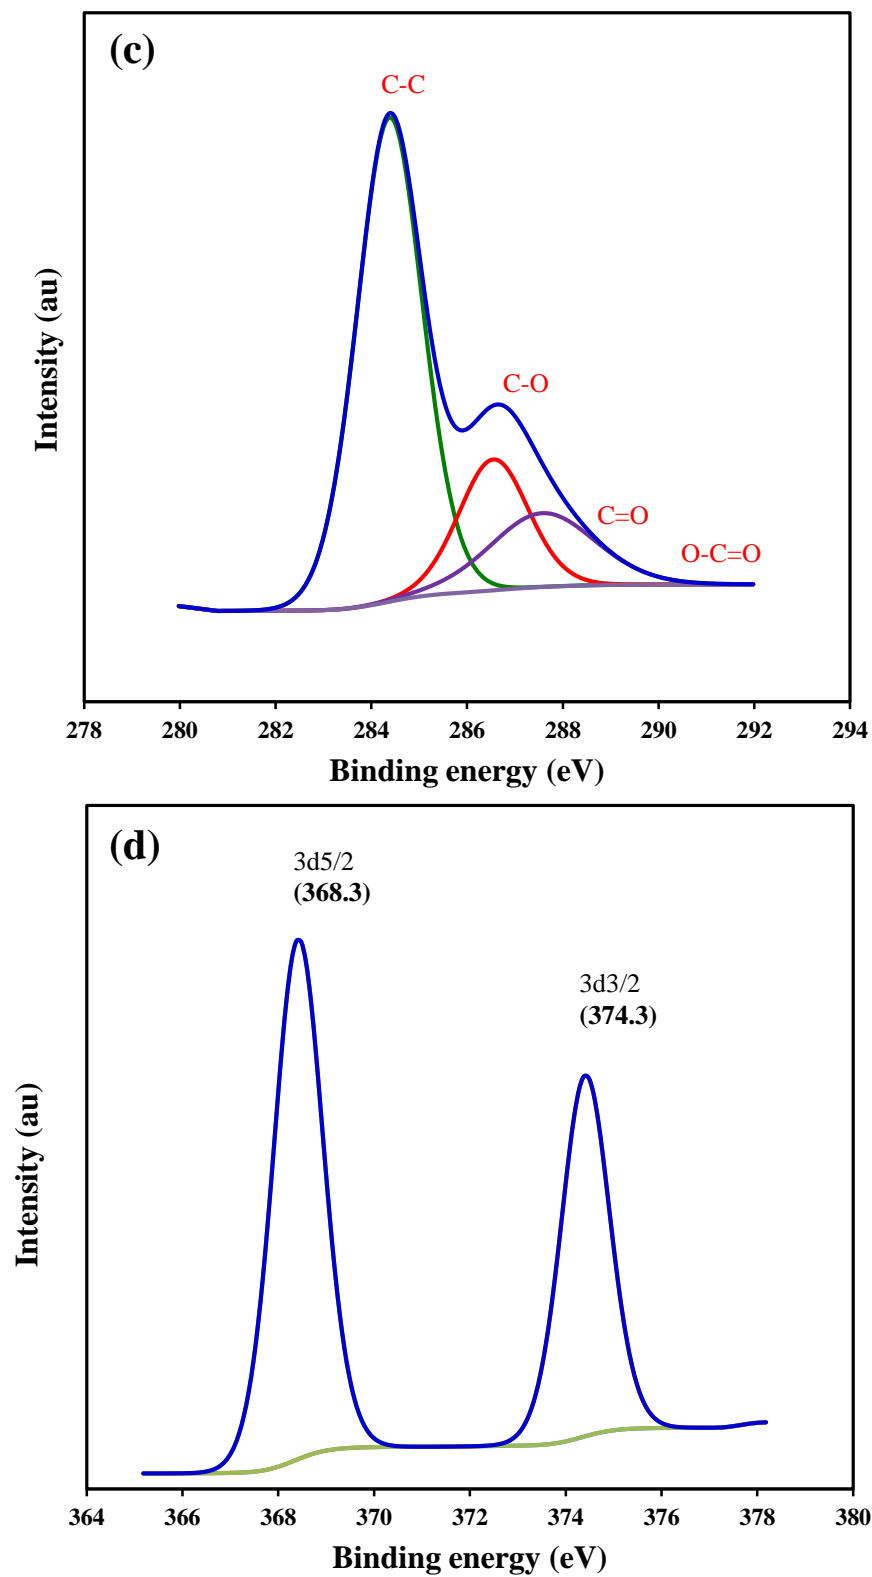 (c)
C-C
C-O
C=O
O-C=O
Intensity (au)
278 280 282 284 286 288 290 292 294
Binding energy (eV)
(d)
3d5/2
(368.3)
3d3/2
(374.3)
Intensity (au)
364 366 368 370 372 374 376 378 380
Binding energy (eV)